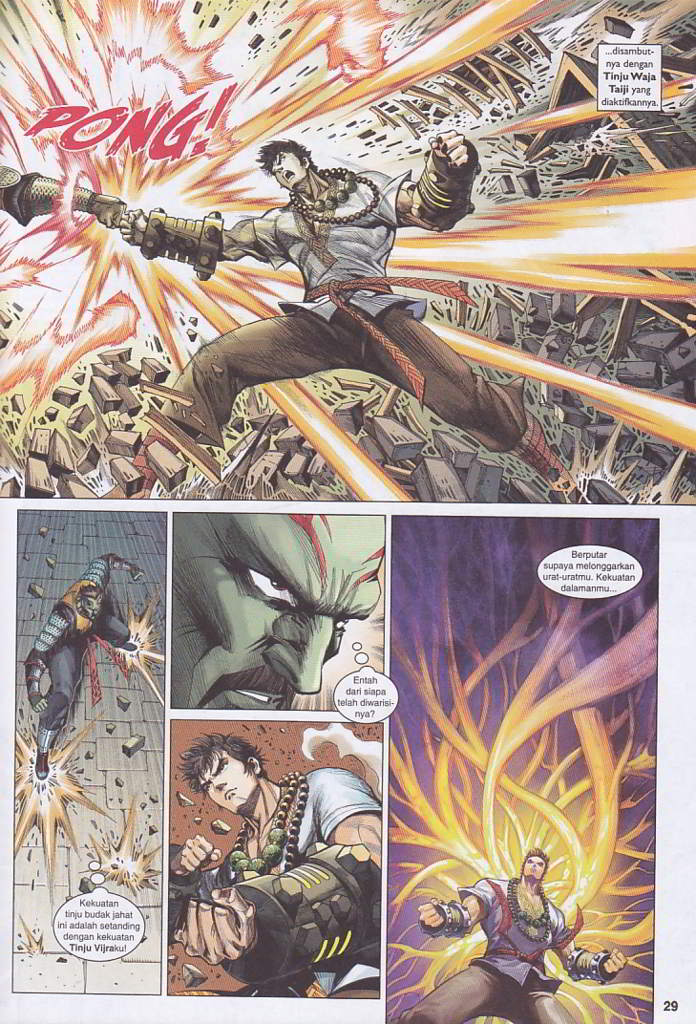 ...disambut-
nya dengan
Tinju Waja
Taiji yang
diaktifkannya.
PONG!
Kekuatan
tinju budak jahat
ini adalah setanding
dengan kekuatan
Tinju Vijraku!
Entah
dari siapa
telah diwarisi-
nya?
Berputar
supaya melonggarkan
urat-uratmu. Kekuatan
dalamanmu...
29